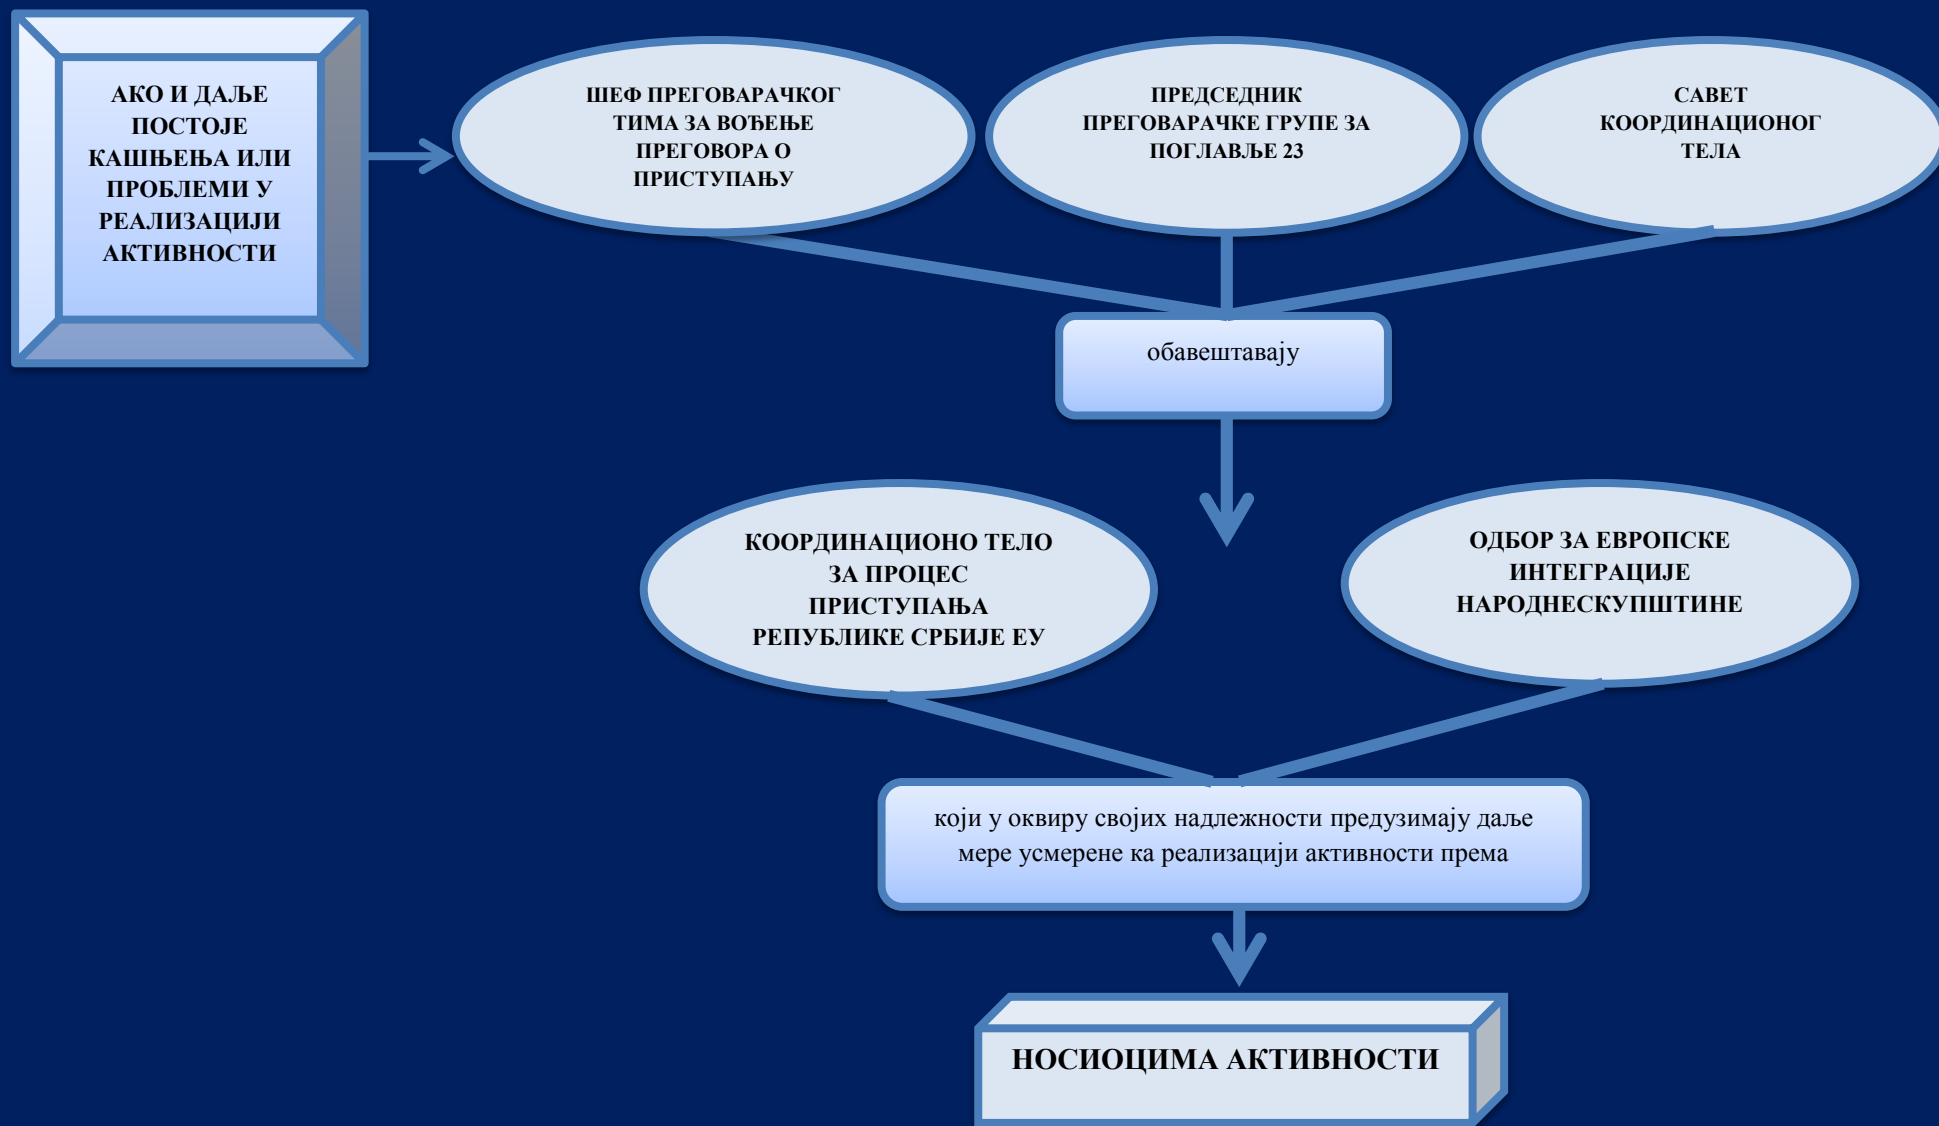 АКО И ДАЉЕ
ПОСТОЈЕ
КАШЊЕЊА ИЛИ
ПРОБЛЕМИ У
РЕАЛИЗАЦИЈИ
АКТИВНОСТИ
ШЕФ ПРЕГОВАРАЧКОГ
ТИМА ЗА ВОЂЕЊЕ
ПРЕГОВОРА О
ПРИСТУПАЊУ
ПРЕДСЕДНИК
ПРЕГОВАРАЧКЕ ГРУПЕ ЗА
ПОГЛАВЉЕ 23
САВЕТ
КООРДИНАЦИОНОГ
ТЕЛА
обавештавају
КООРДИНАЦИОНО ТЕЛО
ЗА ПРОЦЕС
ПРИСТУПАЊА
РЕПУБЛИКЕ СРБИЈЕ ЕУ
ОДБОР ЗА ЕВРОПСКЕ
ИНТЕГРАЦИЈЕ
НАРОДНЕСКУПШТИНЕ
који у оквиру својих надлежности предузимају даље
мере усмерене ка реализацији активности према
НОСИОЦИМА АКТИВНОСТИ